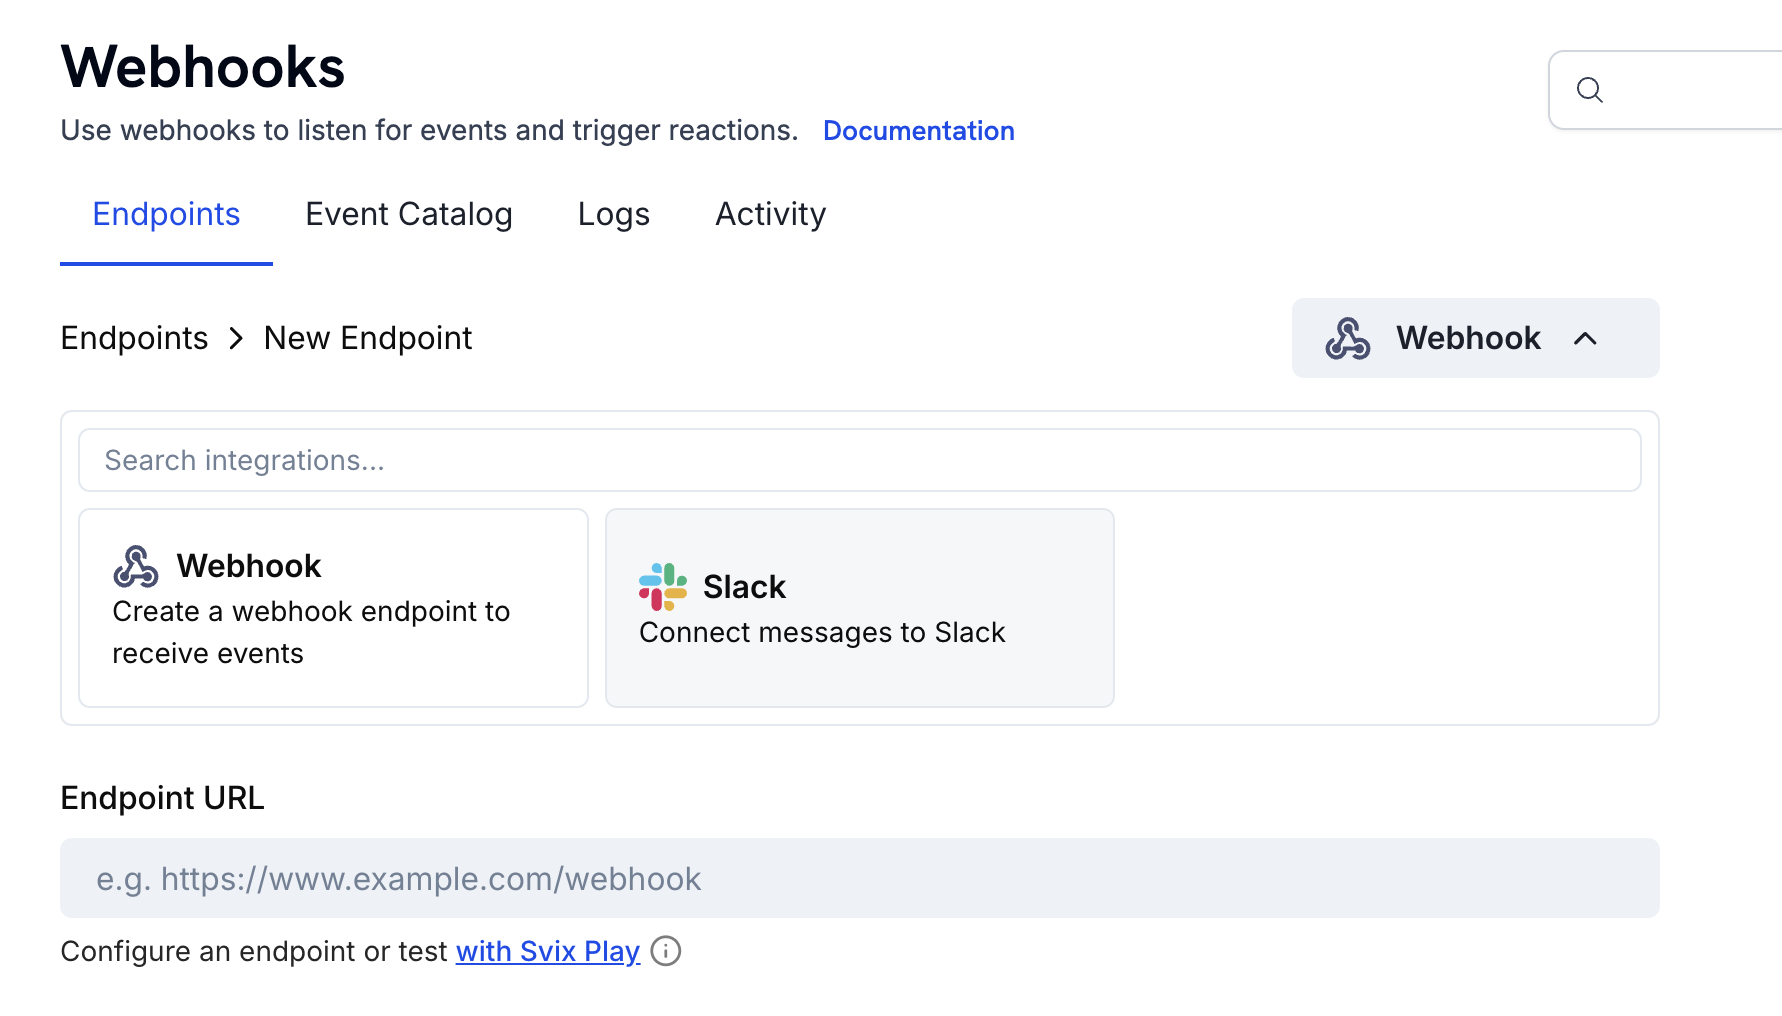 Webhooks
Use webhooks to listen for events and trigger reactions. Documentation
Endpoints Event Catalog Logs Activity
Endpoints > New Endpoint
Webhook
Search integrations...
Webhook
Create a webhook endpoint to
receive events
Slack
Connect messages to Slack
Endpoint URL
e.g. https://www.example.com/webhook
Configure an endpoint or test with Svix Play